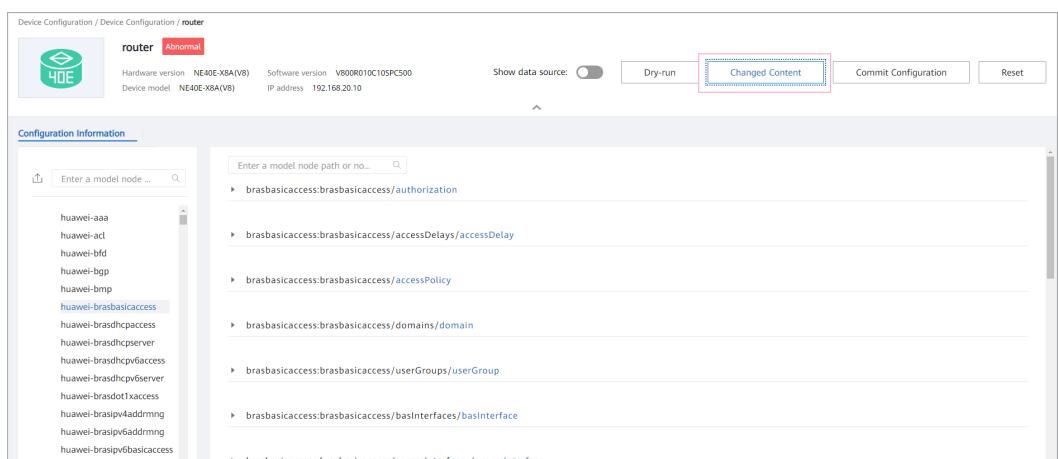 Device Configuration / Device Configuration / router
router Abnormal
40E
Hardware version NE40E-X8A(V8) Software version V800R010C10SPC500
Device model NE40E-X8A(V8) IP address 192.168.20.10
Show data source: Dry-run Changed Content Commit Configuration Reset
Configuration Information
Enter a model node ...
huawei-aaa
huawei-acl
huawei-bfd
huawei-bgp
huawei-bmp
huawei-brasbasicaccess
huawei-brasdhcpaccess
huawei-brasdhcpserver
huawei-brasdhcpv6access
huawei-brasdhcpv6server
huawei-brasdot1xaccess
huawei-brasipv4addrmng
huawei-brasipv6addrmng
huawei-brasipv6basicaccess
Enter a model node path or no...
brasbasicaccess:brasbasicaccess/authorization
brasbasicaccess:brasbasicaccess/accessDelays/accessDelay
brasbasicaccess:brasbasicaccess/accessPolicy
brasbasicaccess:brasbasicaccess/domains/domain
brasbasicaccess:brasbasicaccess/userGroups/userGroup
brasbasicaccess:brasbasicaccess/basInterfaces/basInterface